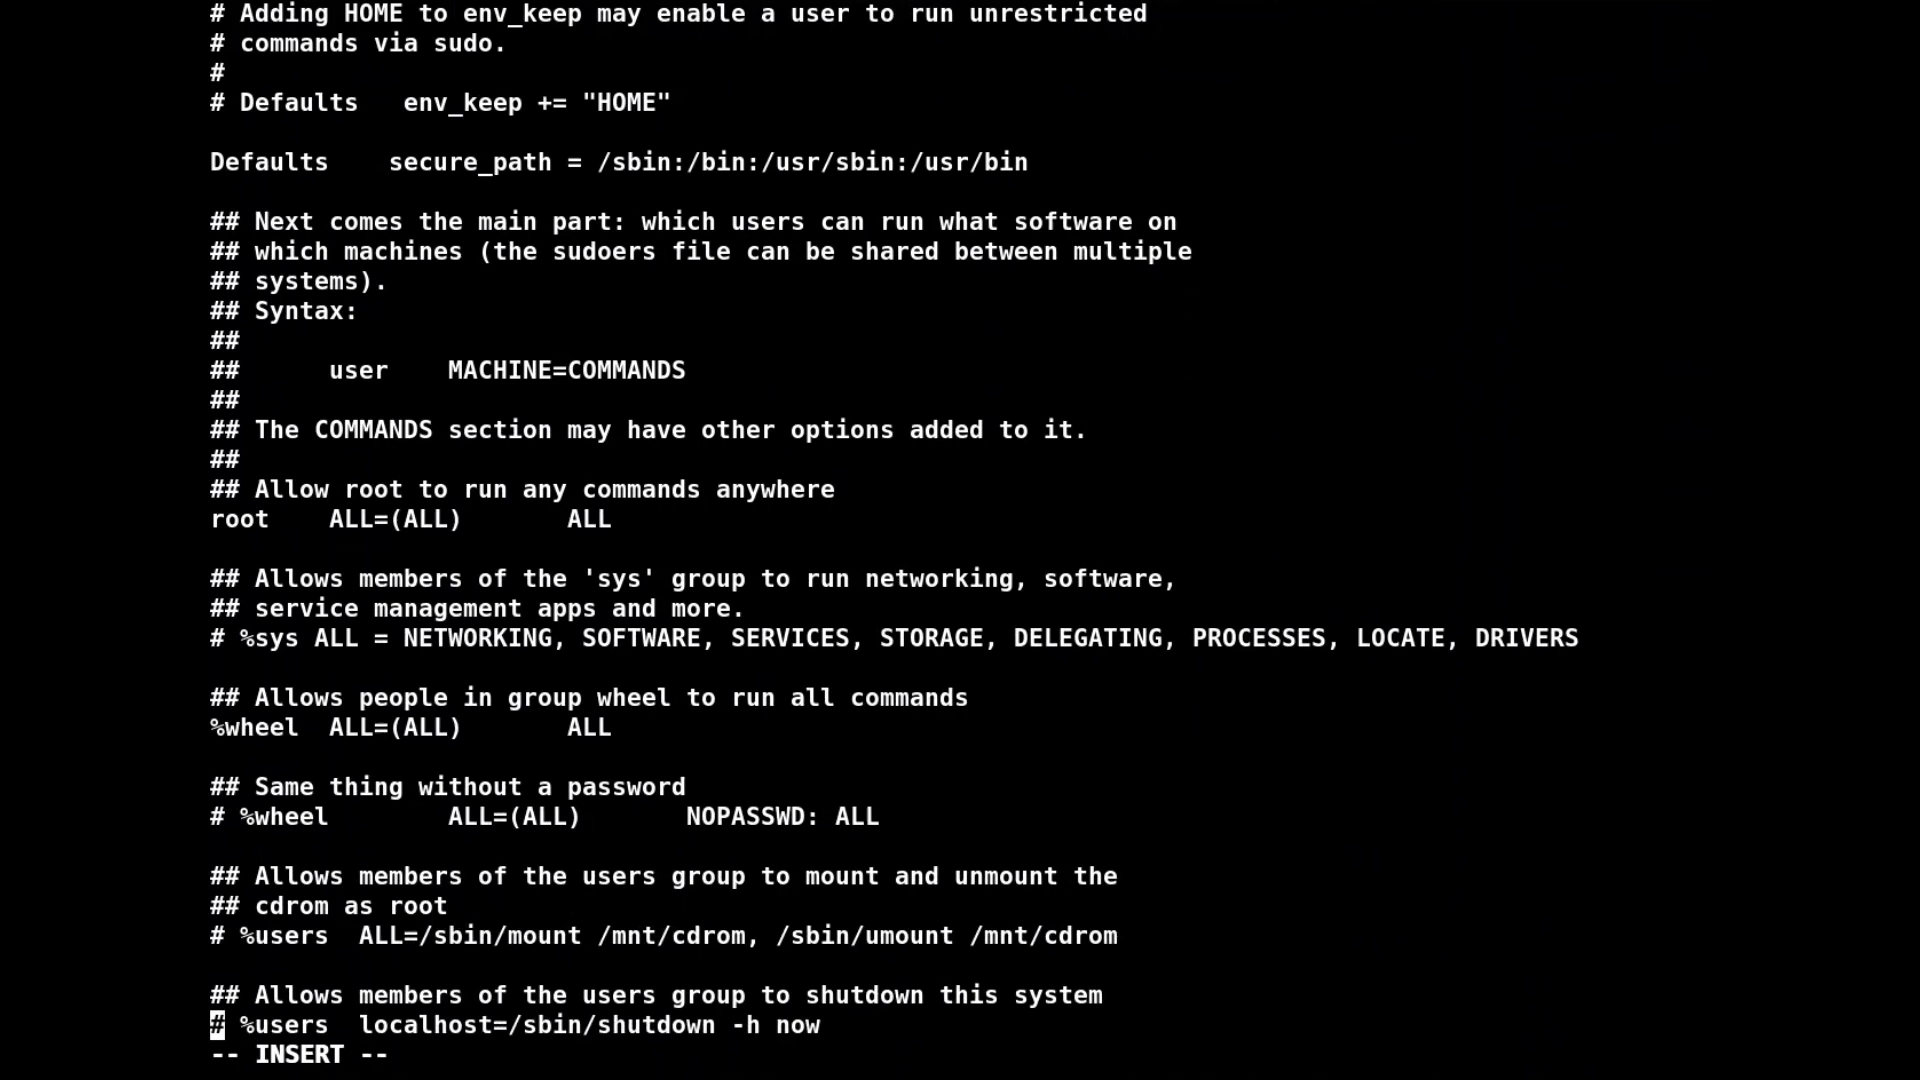 # Adding HOME to env_keep may enable a user to run unrestricted
# commands via sudo.
#
# Defaults   env_keep += "HOME"

Defaults    secure_path = /sbin:/bin:/usr/sbin:/usr/bin

## Next comes the main part: which users can run what software on
## which machines (the sudoers file can be shared between multiple
## systems).
## Syntax:
##
##      user    MACHINE=COMMANDS
##
## The COMMANDS section may have other options added to it.
##
## Allow root to run any commands anywhere
root    ALL=(ALL)       ALL

## Allows members of the 'sys' group to run networking, software,
## service management apps and more.
# %sys ALL = NETWORKING, SOFTWARE, SERVICES, STORAGE, DELEGATING, PROCESSES, LOCATE, DRIVERS

## Allows people in group wheel to run all commands
%wheel  ALL=(ALL)       ALL

## Same thing without a password
# %wheel        ALL=(ALL)       NOPASSWD: ALL

## Allows members of the users group to mount and unmount the
## cdrom as root
# %users  ALL=/sbin/mount /mnt/cdrom, /sbin/umount /mnt/cdrom

## Allows members of the users group to shutdown this system
# %users  localhost=/sbin/shutdown -h now
-- INSERT --